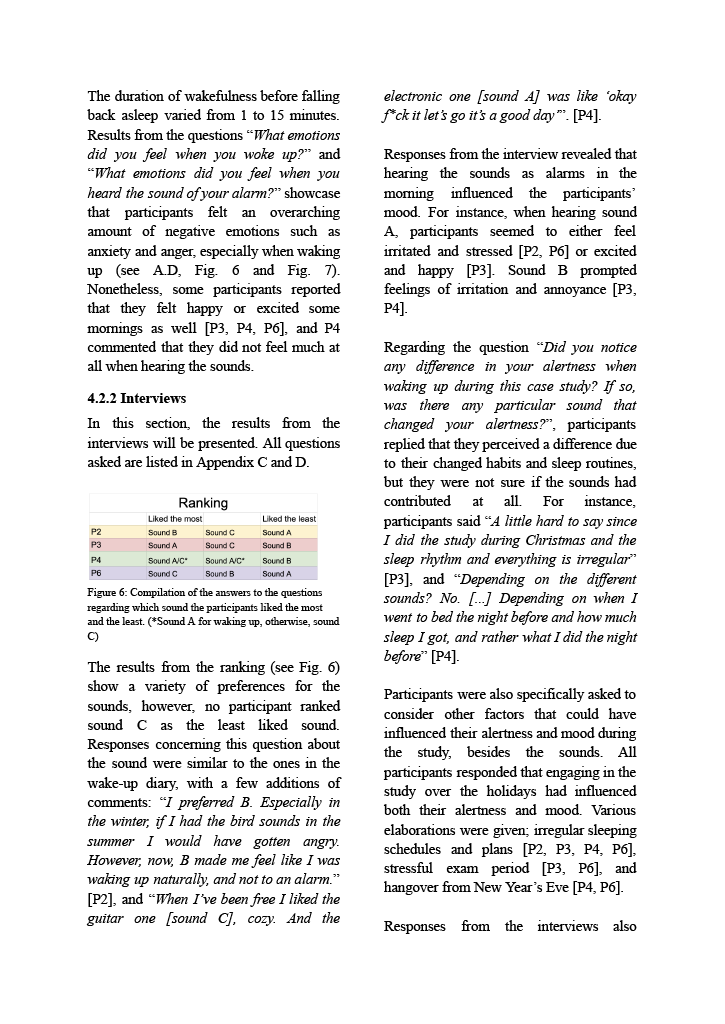 The duration of wakefulness before falling
back asleep varied from 1 to 15 minutes.
Results from the questions “What emotions
did you feel when you woke up?” and
“What emotions did you feel when you
heard the sound of your alarm?” showcase
that participants felt an overarching
amount of negative emotions such as
anxiety and anger, especially when waking
up (see A.D, Fig. 6 and Fig. 7).
Nonetheless, some participants reported
that they felt happy or excited some
mornings as well [P3, P4, P6], and P4
commented that they did not feel much at
all when hearing the sounds.
4.2.2 Interviews
In this section, the results from the
interviews will be presented. All questions
asked are listed in Appendix C and D.
Ranking
Liked the most Liked the least
P2 Sound B Sound C Sound A
P3 Sound A Sound C Sound B
P4 Sound A/C* Sound A/C* Sound B
P6 Sound C Sound B Sound A
Figure 6: Compilation of the answers to the questions
regarding which sound the participants liked the most
and the least. (*Sound A for waking up, otherwise, sound
C)
The results from the ranking (see Fig. 6)
show a variety of preferences for the
sounds, however, no participant ranked
sound C as the least liked sound.
Responses concerning this question about
the sound were similar to the ones in the
wake-up diary, with a few additions of
comments: “I preferred B. Especially in
the winter, if I had the bird sounds in the
summer I would have gotten angry.
However, now, B made me feel like I was
waking up naturally, and not to an alarm.”
[P2], and “When I’ve been free I liked the
guitar one [sound C], cozy. And the
electronic one [sound A] was like ‘okay
f*ck it let’s go it’s a good day’”. [P4].
Responses from the interview revealed that
hearing the sounds as alarms in the
morning influenced the participants’
mood. For instance, when hearing sound
A, participants seemed to either feel
irritated and stressed [P2, P6] or excited
and happy [P3]. Sound B prompted
feelings of irritation and annoyance [P3,
P4].
Regarding the question “Did you notice
any difference in your alertness when
waking up during this case study? If so,
was there any particular sound that
changed your alertness?”, participants
replied that they perceived a difference due
to their changed habits and sleep routines,
but they were not sure if the sounds had
contributed at all. For instance,
participants said “A little hard to say since
I did the study during Christmas and the
sleep rhythm and everything is irregular”
[P3], and “Depending on the different
sounds? No. [...] Depending on when I
went to bed the night before and how much
sleep I got, and rather what I did the night
before” [P4].
Participants were also specifically asked to
consider other factors that could have
influenced their alertness and mood during
the study, besides the sounds. All
participants responded that engaging in the
study over the holidays had influenced
both their alertness and mood. Various
elaborations were given; irregular sleeping
schedules and plans [P2, P3, P4, P6],
stressful exam period [P3, P6], and
hangover from New Year’s Eve [P4, P6].
Responses from the interviews also